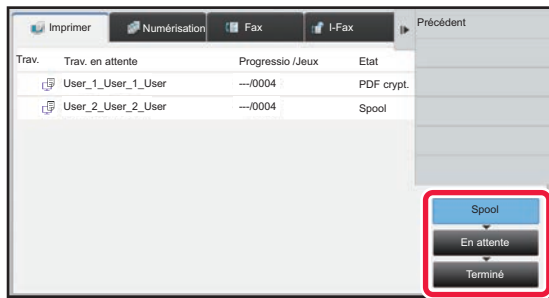 Imprimer Numérisation Fax I-Fax Précédent
Trav. Trav. en attente Progressio /Jeux Etat
User_1_User_1_User ---/0004 PDF crypt.
User_2_User_2_User ---/0004 Spool
Spool
En attente
Terminé